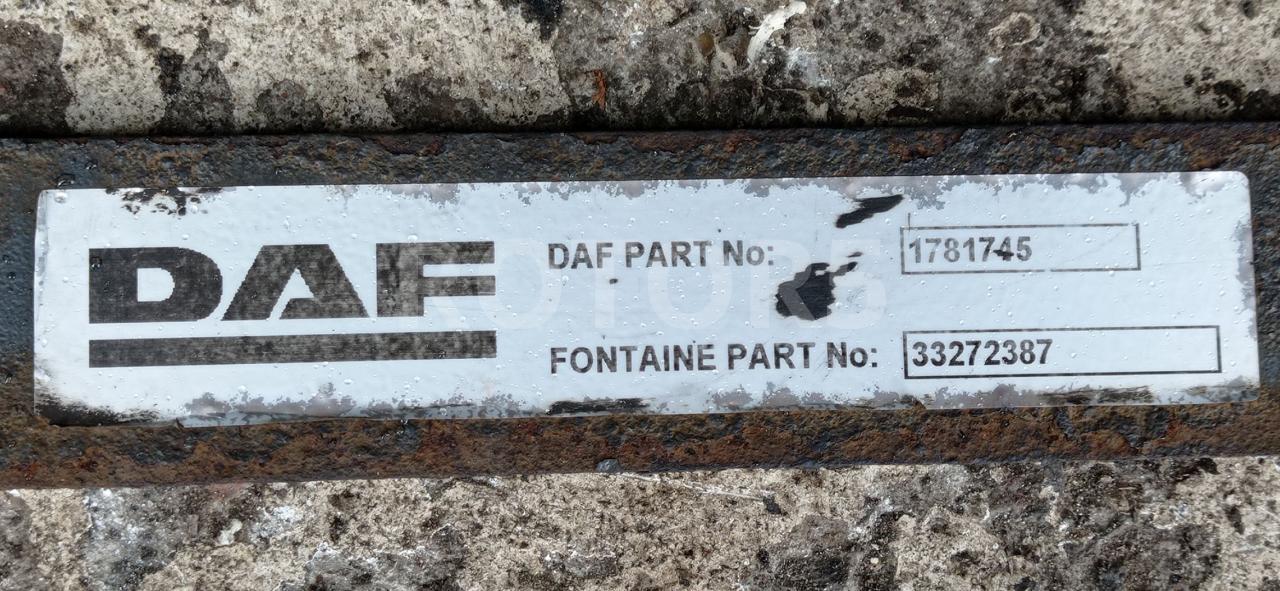 DAF
DAF PART No: 1781745
FONTAINE PART No: 33272387